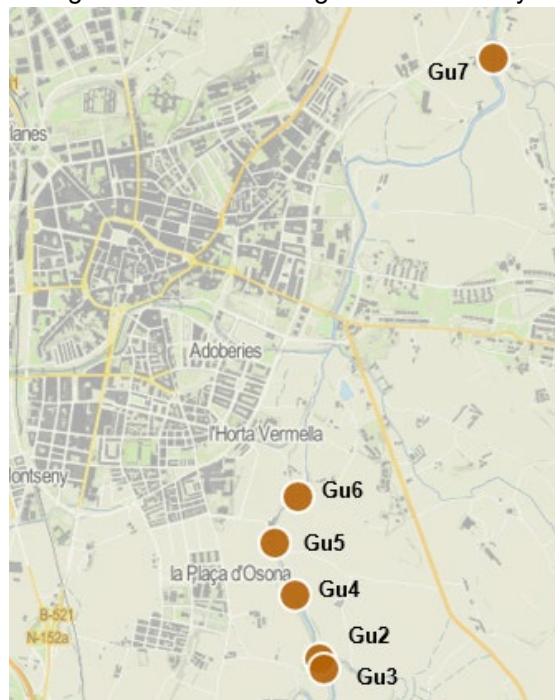 Gu7
lanes
Adoberies
l'Horta Vermella
ontseny
Gu6
Gu5
la Plaça d'Osona
Gu4
B-521
N-152a
Gu2
Gu3